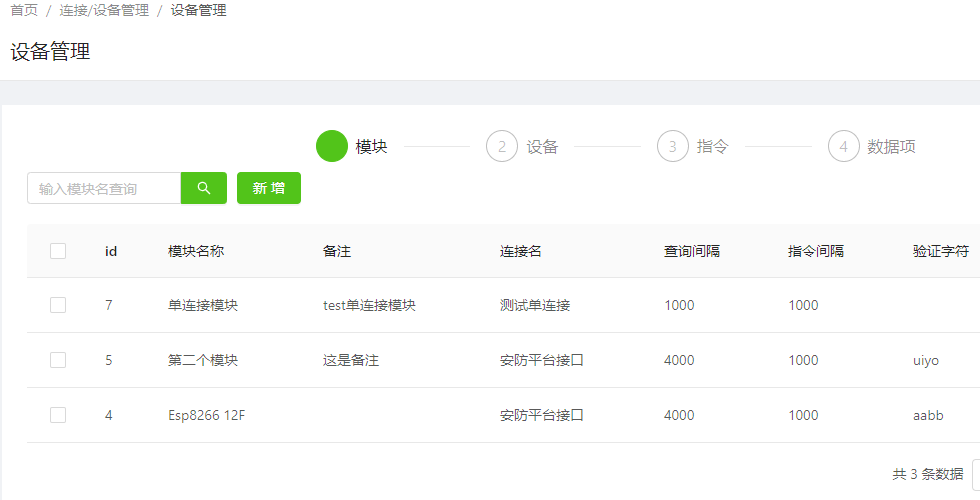 首页 / 连接/设备管理 / 设备管理
设备管理
模块 2 设备 3 指令 4 数据项
输入模块名查询 新 增
id 模块名称 备注 连接名 查询间隔 指令间隔 验证字符
7 单连接模块 test单连接模块 测试单连接 1000 1000
5 第二个模块 这是备注 安防平台接口 4000 1000 uiyo
4 Esp8266 12F 安防平台接口 4000 1000 aabb
共 3 条数据